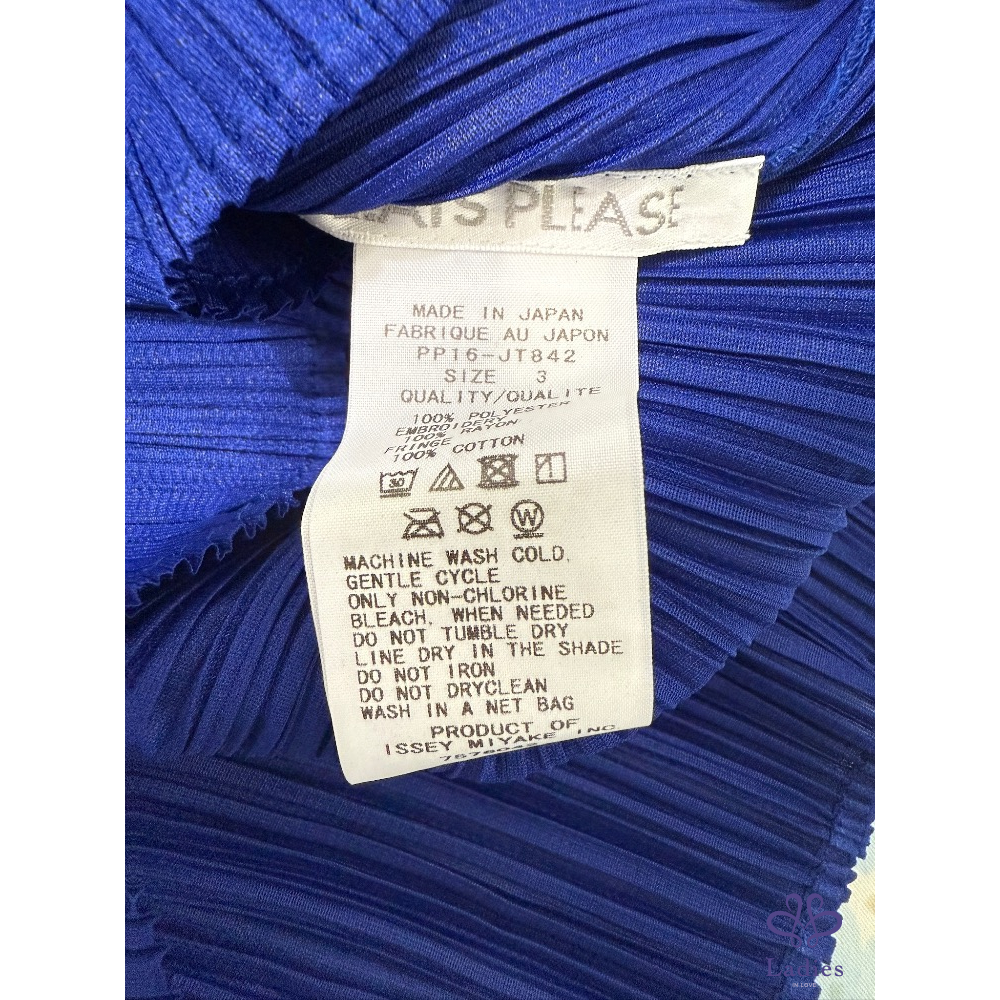 PLEASE
MADE IN JAPAN
FABRIQUE AU JAPON
PP16-JT842
SIZE 3
QUALITY/QUALITE
100% POLYESTER
EMBROIDERY
100% RAYON
FRINGE
100% COTTON
30
W
MACHINE WASH COLD.
GENTLE CYCLE
ONLY NON-CHLORINE
BLEACH, WHEN NEEDED
DO NOT TUMBLE DRY
LINE DRY IN THE SHADE
DO NOT IRON
DO NOT DRYCLEAN
WASH IN A NET BAG
PRODUCT OF
ISSEY MIYAKE INC
Ladies
IN LOVE